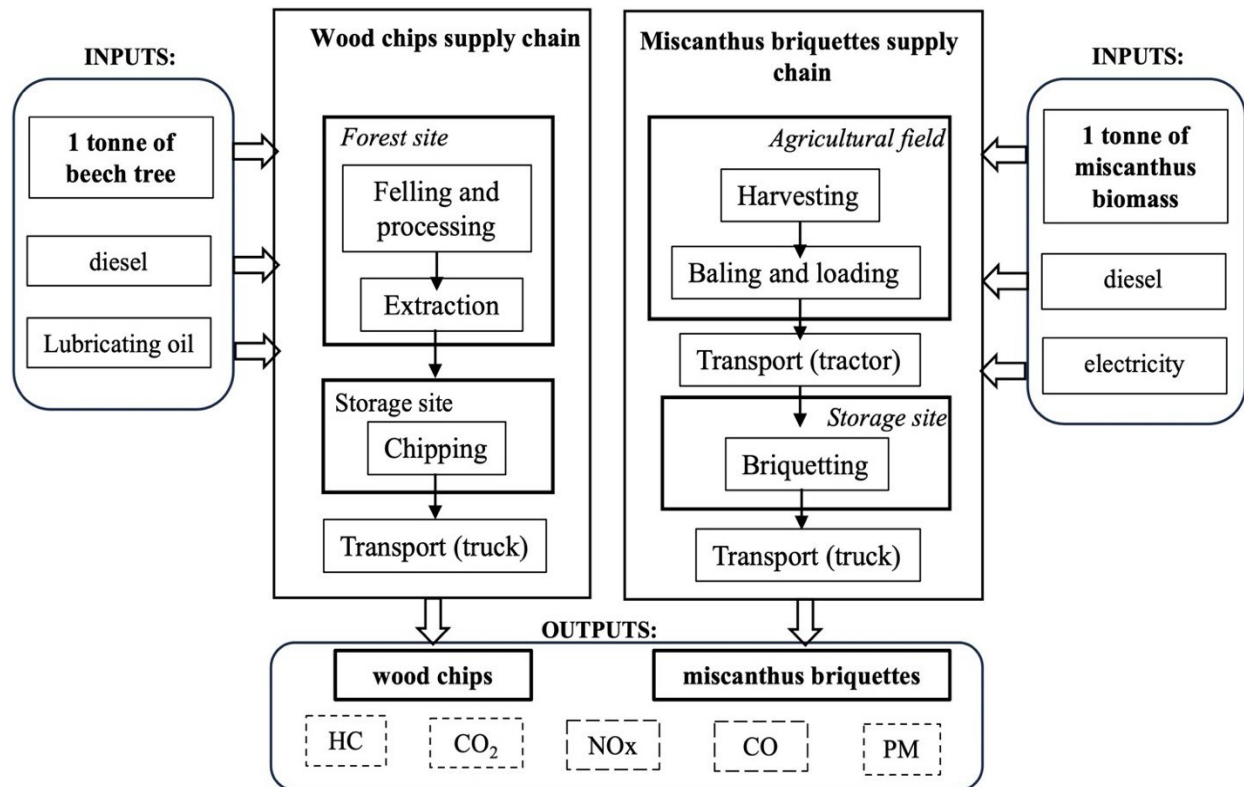 INPUTS:
1 tonne of
beech tree
diesel
Lubricating oil
Wood chips supply chain
Forest site
Felling and
processing
Extraction
Storage site
Chipping
Transport (truck)
Miscanthus briquettes supply
chain
Agricultural field
Harvesting
Baling and loading
Transport (tractor)
Storage site
Briquetting
Transport (truck)
INPUTS:
1 tonne of
miscanthus
biomass
diesel
electricity
OUTPUTS:
wood chips
miscanthus briquettes
HC
CO₂
NOx
CO
PM